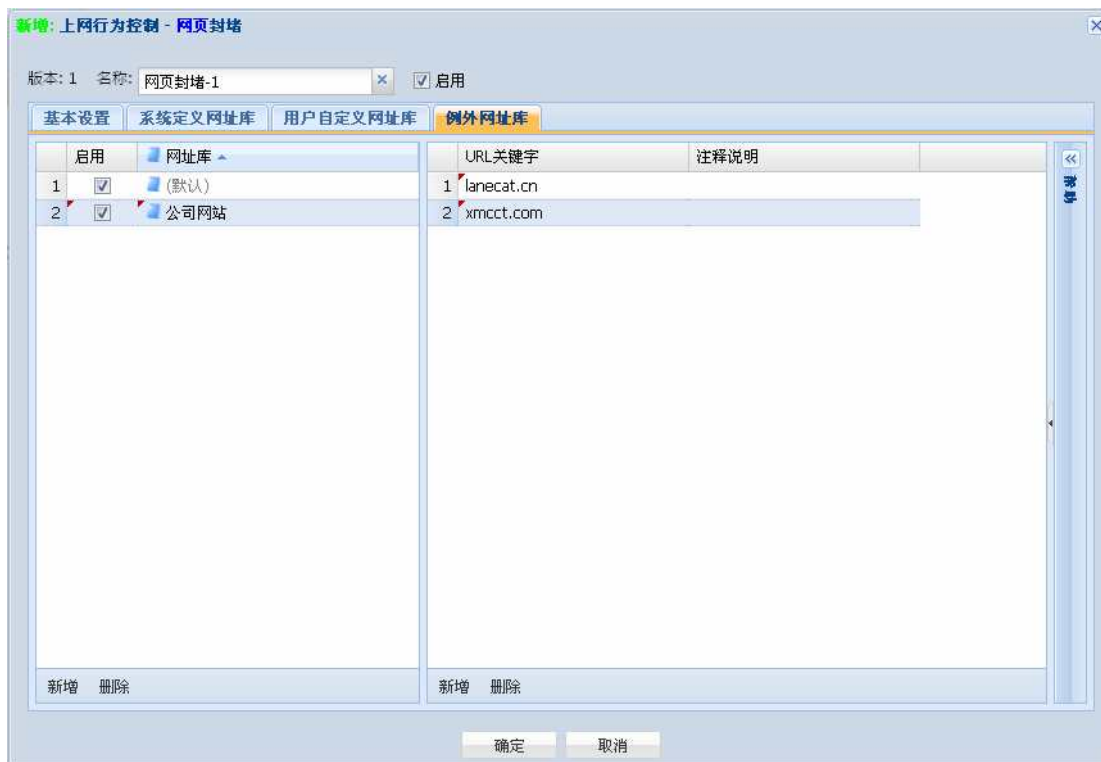 新增: 上网行为控制 - 网页封堵
版本: 1 名称: 网页封堵-1 启用
基本设置 系统定义网址库 用户自定义网址库 例外网址库
启用 网址库 URL关键字 注释说明
1 (默认) 1 lanecat.cn
2 公司网站 2 xmcct.com
帮助
新增 删除 新增 删除
确定 取消